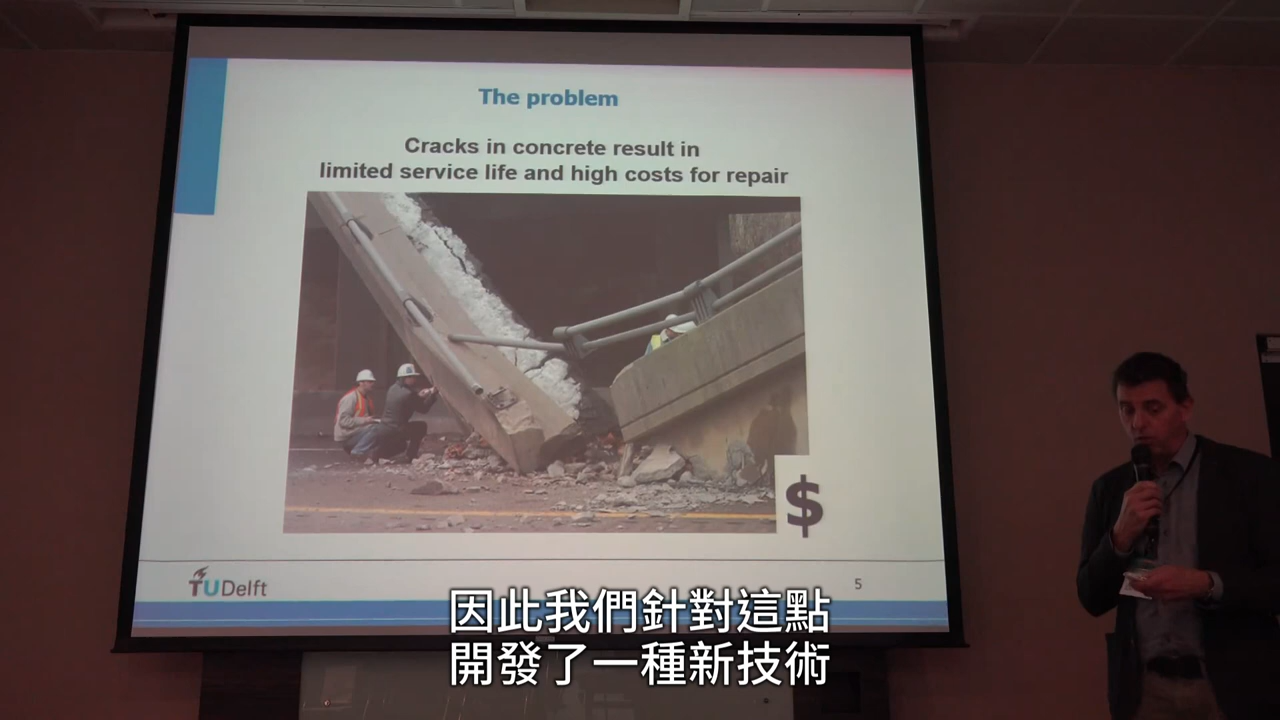 The problem
Cracks in concrete result in
limited service life and high costs for repair
$
TUDelft
5
因此我們針對這點
開發了一種新技術